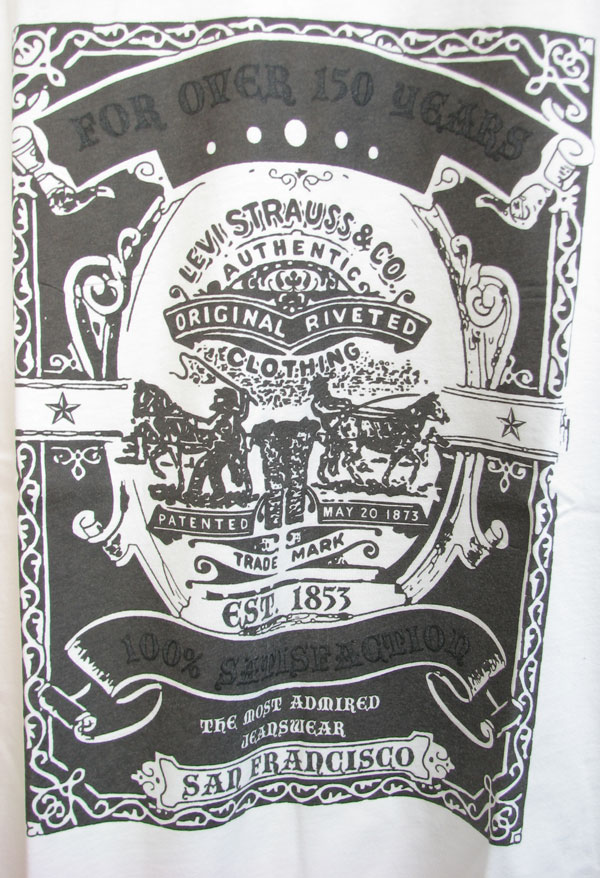 FOR OVER 150 YEARS
LEVI STRAUSS & CO.
AUTHENTIC
ORIGINAL RIVETED
CLOTHING
PATENTED MAY 20 1873
TRADE MARK
EST. 1853
100% SATISFACTION
THE MOST ADMIRED
JEANSWEAR
SAN FRANCISCO